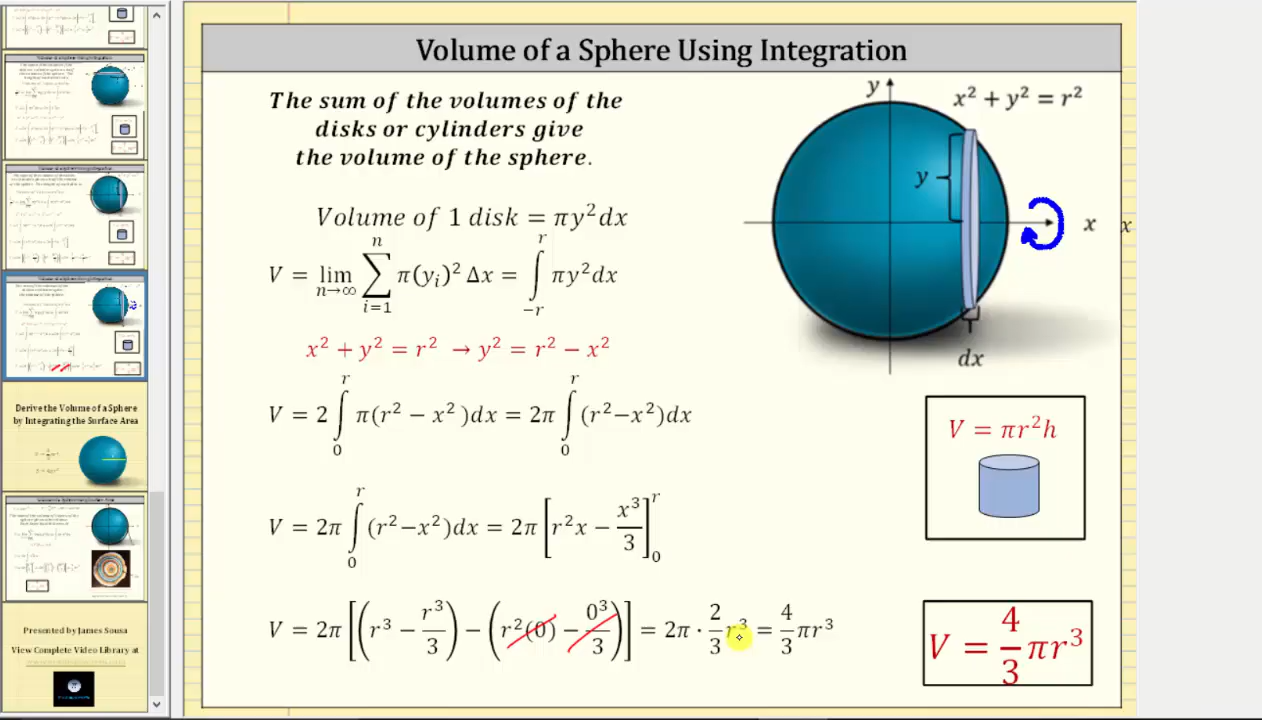 Derive the Volume of a Sphere
by Integrating the Surface Area
Presented by James Sousa
View Complete Video Library at
Volume of a Sphere Using Integration
The sum of the volumes of the
disks or cylinders give
the volume of the sphere.
Volume of 1 disk = πy²dx
V = lim n→∞ ∑ i=1 n π(yᵢ)² Δx = ∫ −r r πy²dx
x² + y² = r² → y² = r² − x²
V = 2 ∫ 0 r π(r² − x² )dx = 2π ∫ 0 r (r²−x²)dx
V = 2π ∫ 0 r (r²−x²)dx = 2π [r²x − x³/3] 0 r
V = 2π [(r³ − r³/3) − (r²(0) − 0³/3)] = 2π · 2/3 r³ = 4/3 πr³
y
x² + y² = r²
y
x
x
dx
V = πr²h
V = 4/3 πr³